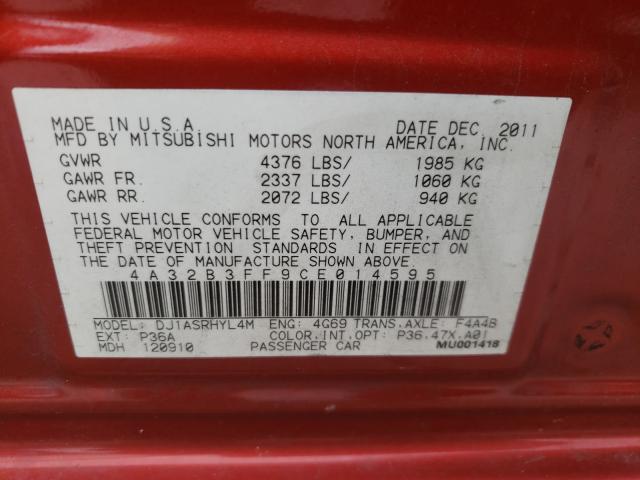 MADE IN U.S.A. DATE DEC. 2011
MFD BY MITSUBISHI MOTORS NORTH AMERICA, INC.
GVWR 4376 LBS/ 1985 KG
GAWR FR. 2337 LBS/ 1060 KG
GAWR RR. 2072 LBS/ 940 KG
THIS VEHICLE CONFORMS TO ALL APPLICABLE
FEDERAL MOTOR VEHICLE SAFETY, BUMPER, AND
THEFT PREVENTION STANDARDS IN EFFECT ON
THE DATE OF MANUFACTURE SHOWN ABOVE.
4A32B3FF9CE014595
MODEL: DJ1ASRHYL4M ENG: 4G69 TRANS.AXLE: F4A4B
EXT: P36A COLOR.INT.OPT: P36.47X.A01
MDH 120910 PASSENGER CAR MU001418